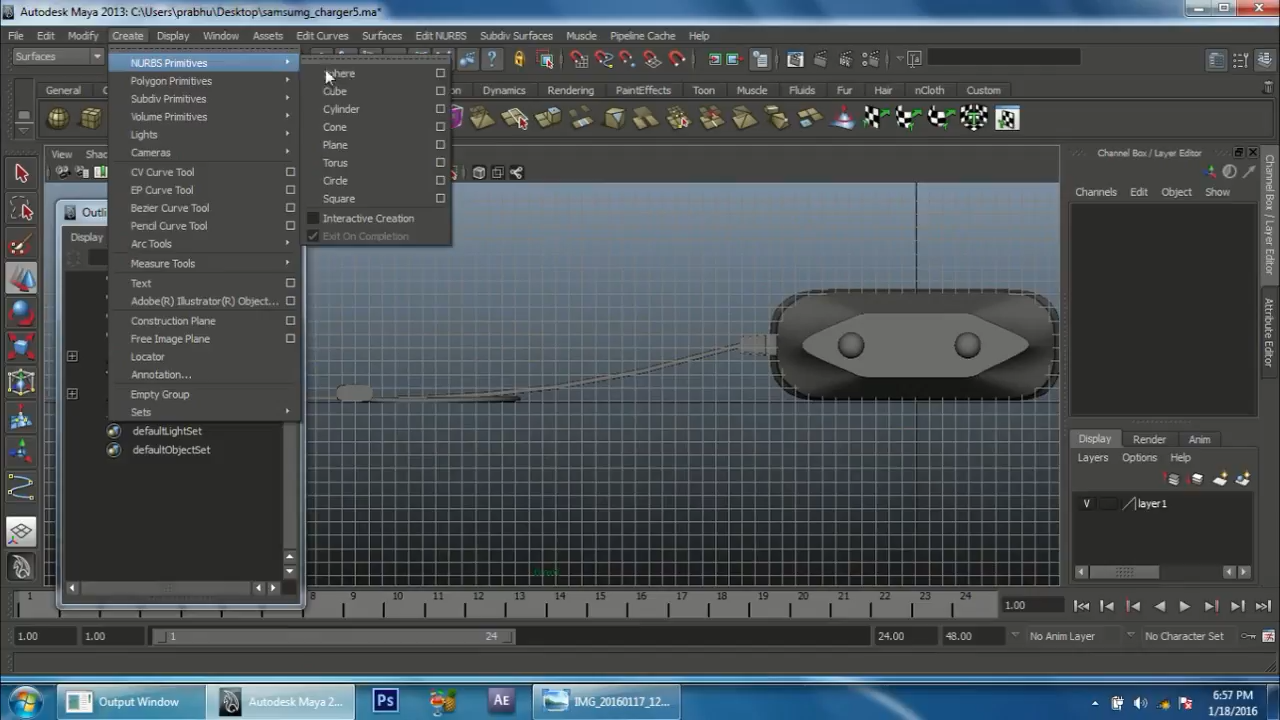 Autodesk Maya 2013: C:\Users\prabhu\Desktop\samsumg_charger5.ma*
File Edit Modify Create Display Window Assets Edit Curves Surfaces Edit NURBS Subdiv Surfaces Muscle Pipeline Cache Help
Surfaces
General Dynamics Rendering PaintEffects Toon Muscle Fluids Fur Hair nCloth Custom
NURBS Primitives
Polygon Primitives
Subdiv Primitives
Volume Primitives
Lights
Cameras
CV Curve Tool
EP Curve Tool
Bezier Curve Tool
Pencil Curve Tool
Arc Tools
Measure Tools
Text
Adobe(R) Illustrator(R) Object...
Construction Plane
Free Image Plane
Locator
Annotation...
Empty Group
Sets
Cube
Cylinder
Cone
Plane
Torus
Circle
Square
Interactive Creation
Exit On Completion
View
Display
defaultLightSet
defaultObjectSet
Channel Box / Layer Editor
Channels Edit Object Show
Channel Box / Layer Editor
Attribute Editor
Display Render Anim
Layers Options Help
V layer1
1 8 9 10 11 12 13 14 15 16 17 18 19 20 21 22 23 24 1.00
1.00 1.00 1 24 24.00 48.00 No Anim Layer No Character Set
Output Window Autodesk Maya 2... Ps AE IMG_20160117_12...
6:57 PM
1/18/2016